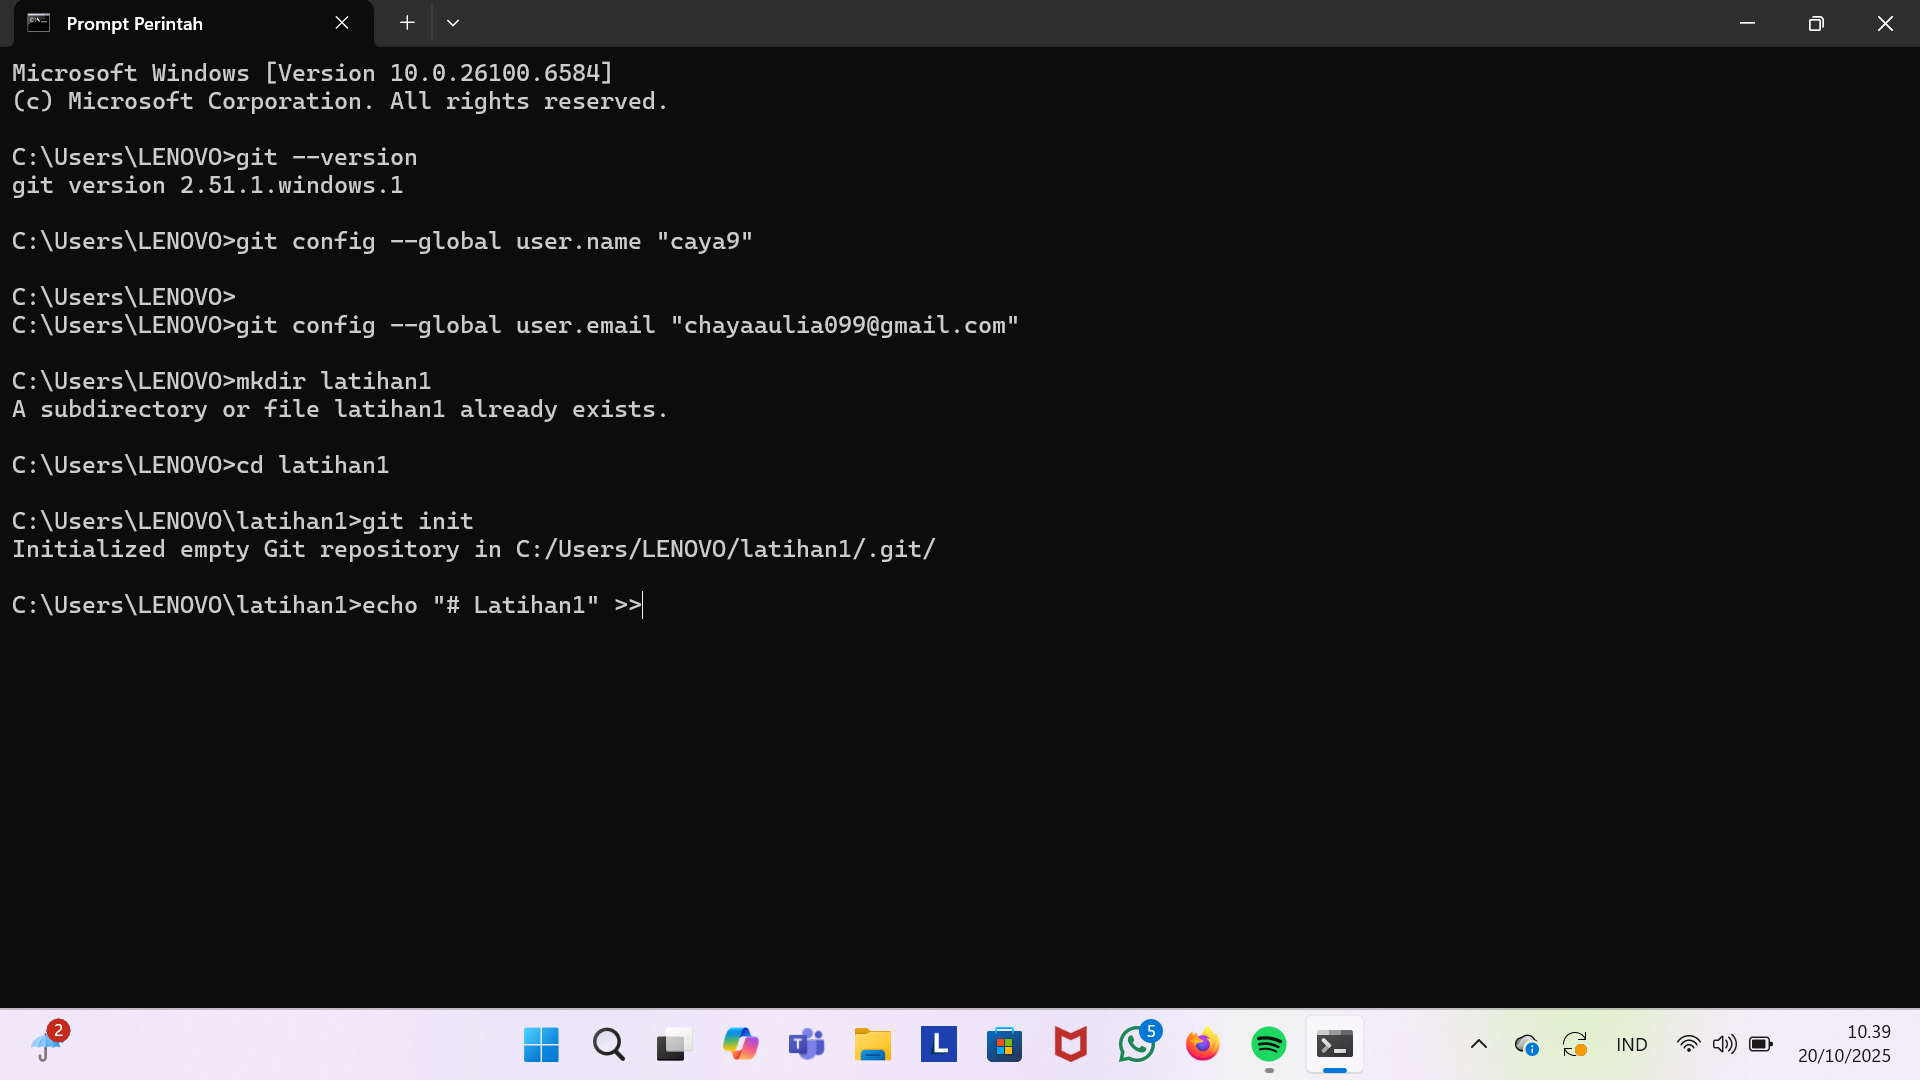 Prompt Perintah
Microsoft Windows [Version 10.0.26100.6584]
(c) Microsoft Corporation. All rights reserved.
C:\Users\LENOVO>git --version
git version 2.51.1.windows.1
C:\Users\LENOVO>git config --global user.name "caya9"
C:\Users\LENOVO>
C:\Users\LENOVO>git config --global user.email "chayaaulia099@gmail.com"
C:\Users\LENOVO>mkdir latihan1
A subdirectory or file latihan1 already exists.
C:\Users\LENOVO>cd latihan1
C:\Users\LENOVO\latihan1>git init
Initialized empty Git repository in C:/Users/LENOVO/latihan1/.git/
C:\Users\LENOVO\latihan1>echo "# Latihan1" >>
2
T
L
5
IND
10.39
20/10/2025